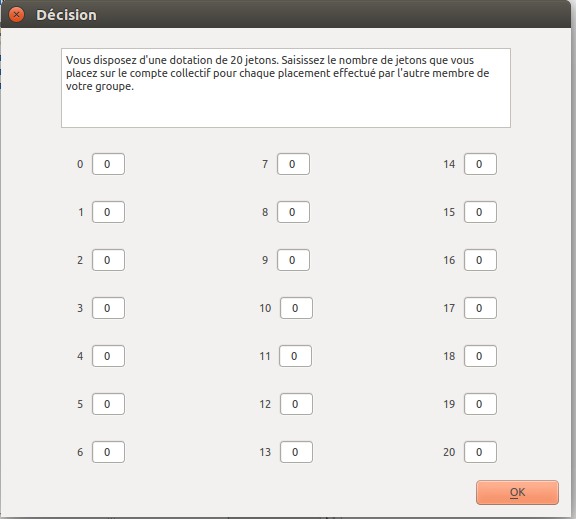 Décision
Vous disposez d'une dotation de 20 jetons. Saisissez le nombre de jetons que vous
placez sur le compte collectif pour chaque placement effectué par l'autre membre de
votre groupe.
0 0 7 0 14 0
1 0 8 0 15 0
2 0 9 0 16 0
3 0 10 0 17 0
4 0 11 0 18 0
5 0 12 0 19 0
6 0 13 0 20 0
OK